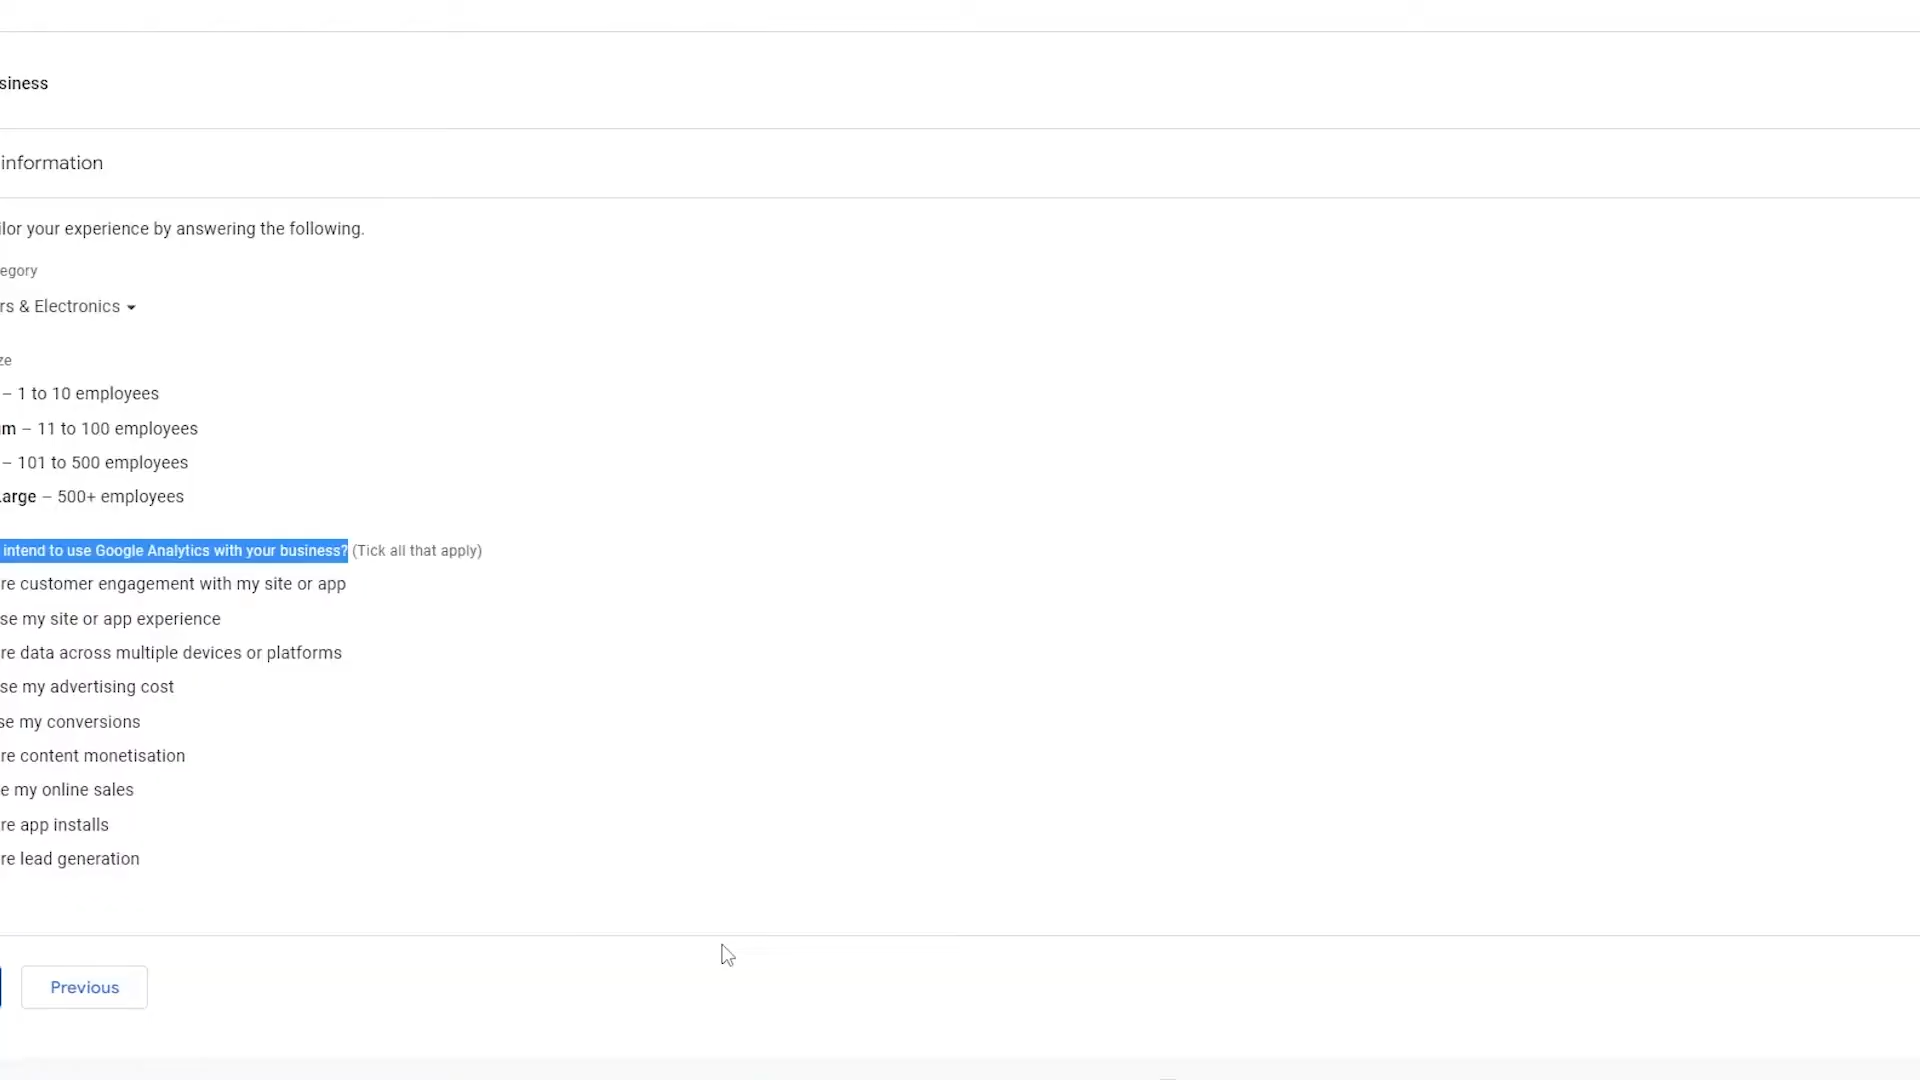 siness
information
ilor your experience by answering the following.
egory
rs & Electronics
ze
– 1 to 10 employees
um – 11 to 100 employees
– 101 to 500 employees
Large – 500+ employees
intend to use Google Analytics with your business? (Tick all that apply)
re customer engagement with my site or app
se my site or app experience
re data across multiple devices or platforms
se my advertising cost
se my conversions
re content monetisation
e my online sales
re app installs
re lead generation
Previous